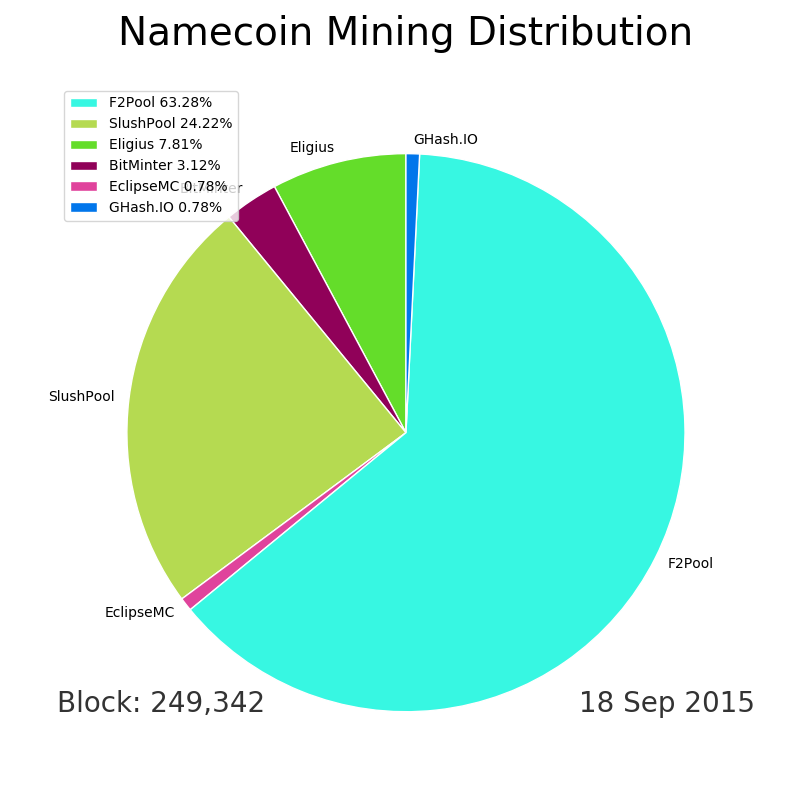 Namecoin Mining Distribution
F2Pool 63.28%
SlushPool 24.22%
Eligius 7.81%
BitMinter 3.12%
EclipseMC 0.78%
GHash.IO 0.78%
Eligius
GHash.IO
BitMinter
SlushPool
F2Pool
EclipseMC
Block: 249,342
18 Sep 2015